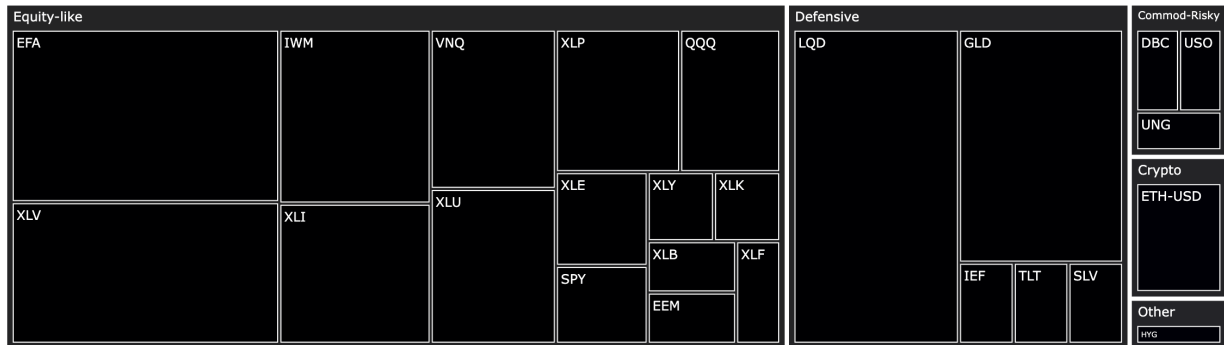 Equity-like
EFA
IWM
VNQ
XLP
QQQ
XLV
XLI
XLU
XLE
XLY
XLK
SPY
XLB
XLF
EEM
Defensive
LQD
GLD
IEF
TLT
SLV
Commod-Risky
DBC
USO
UNG
Crypto
ETH-USD
Other
HYG